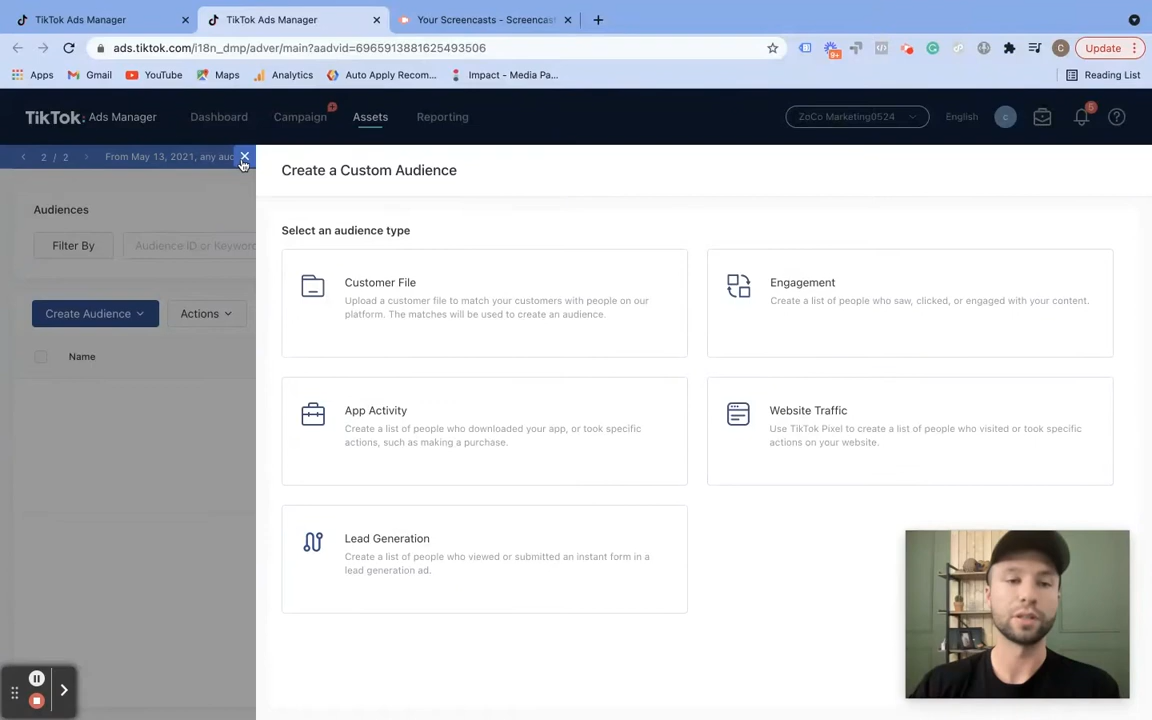 TikTok Ads Manager
TikTok Ads Manager
Your Screencasts - Screencas
ads.tiktok.com/i18n_dmp/adver/main?aadvid=6965913881625493506
9+
C
Update
Apps
Gmail
YouTube
Maps
Analytics
Auto Apply Recom...
Impact - Media Pa...
Reading List
TikTok: Ads Manager
Dashboard
Campaign
Assets
Reporting
ZoCo Marketing0524
English
c
5
2 / 2
From May 13, 2021, any aud
Create a Custom Audience
Audiences
Filter By
Audience ID or Keyword
Create Audience
Actions
Name
Select an audience type
Customer File
Upload a customer file to match your customers with people on our
platform. The matches will be used to create an audience.
Engagement
Create a list of people who saw, clicked, or engaged with your content.
App Activity
Create a list of people who downloaded your app, or took specific
actions, such as making a purchase.
Website Traffic
Use TikTok Pixel to create a list of people who visited or took specific
actions on your website.
Lead Generation
Create a list of people who viewed or submitted an instant form in a
lead generation ad.